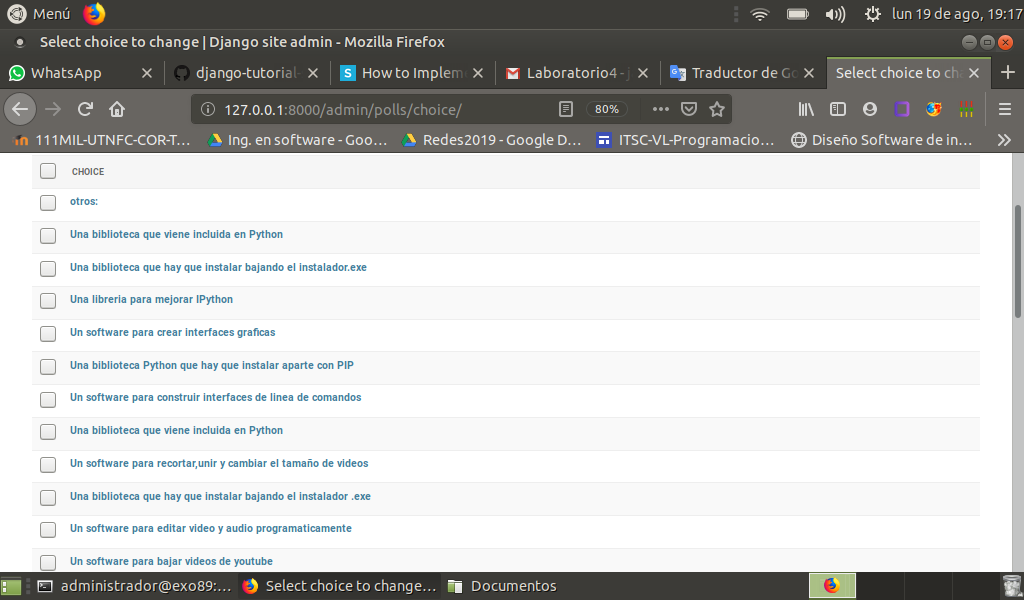 Menú
lun 19 de ago, 19:17
Select choice to change | Django site admin - Mozilla Firefox
WhatsApp
django-tutorial-
How to Implem
Laboratorio4 - j
Traductor de Go
Select choice to cha
127.0.0.1:8000/admin/polls/choice/
80%
111MIL-UTNFC-COR-T...
Ing. en software - Goo...
Redes2019 - Google D...
ITSC-VL-Programacio...
Diseño Software de in...
CHOICE
otros:
Una biblioteca que viene incluida en Python
Una biblioteca que hay que instalar bajando el instalador.exe
Una libreria para mejorar IPython
Un software para crear interfaces graficas
Una biblioteca Python que hay que instalar aparte con PIP
Un software para construir interfaces de linea de comandos
Una biblioteca que viene incluida en Python
Un software para recortar,unir y cambiar el tamaño de videos
Una biblioteca que hay que instalar bajando el instalador .exe
Un software para editar video y audio programaticamente
Un software para bajar videos de youtube
administrador@exo89:...
Select choice to change...
Documentos